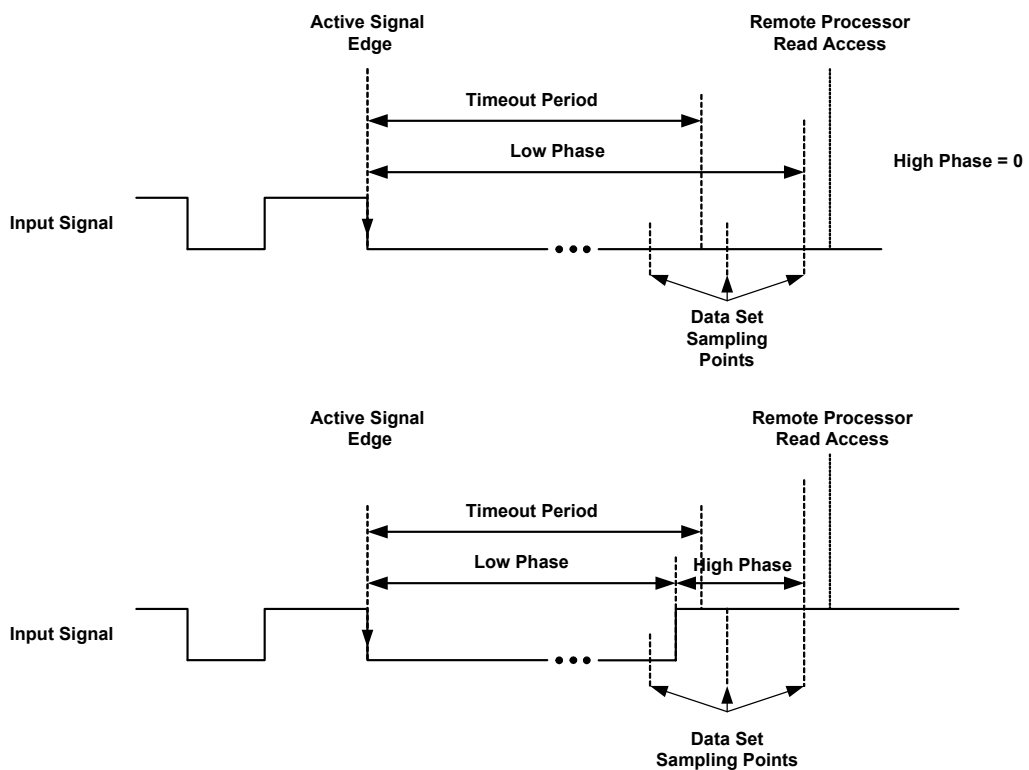 Active Signal
Edge
Remote Processor
Read Access
Timeout Period
Low Phase
High Phase = 0
Input Signal
Data Set
Sampling
Points
Active Signal
Edge
Remote Processor
Read Access
Timeout Period
Low Phase
High Phase
Input Signal
Data Set
Sampling Points